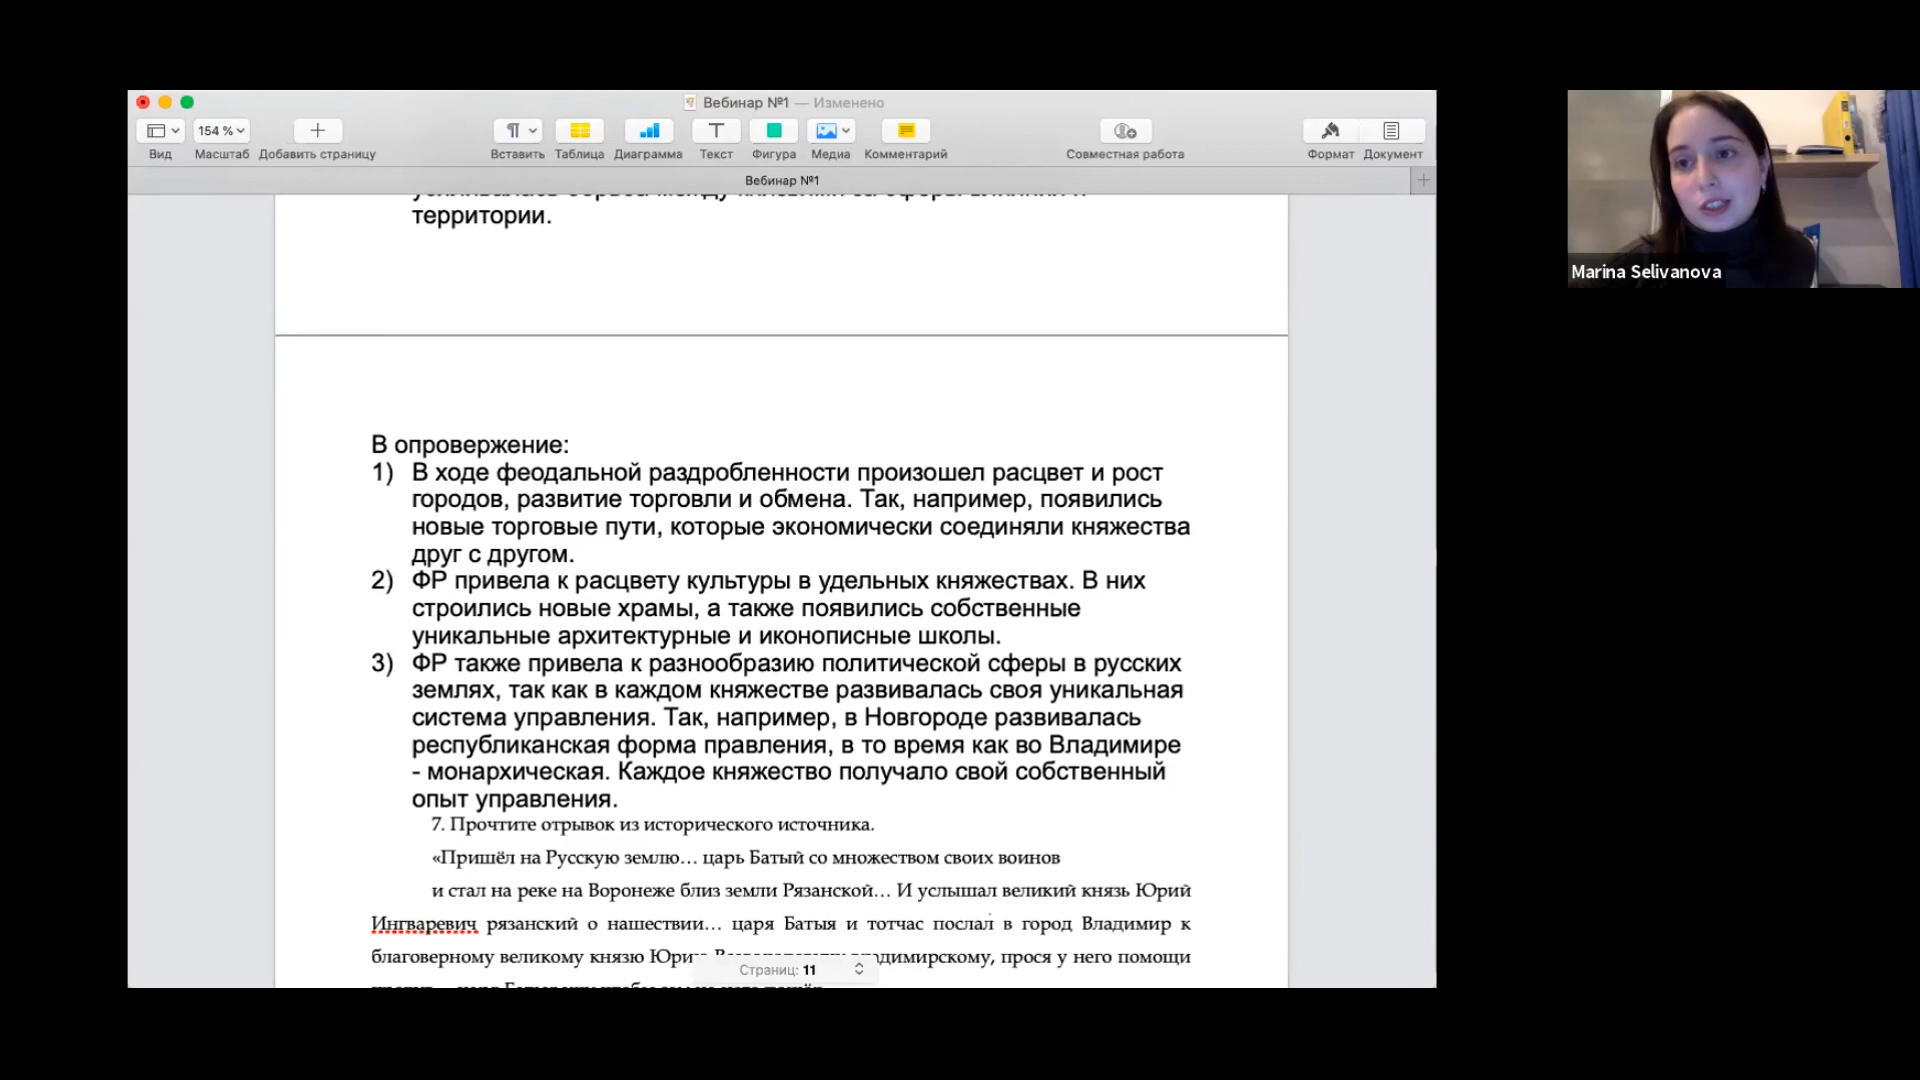 Вебинар №1 — Изменено
154 %
Вид
Масштаб
Добавить страницу
Вставить
Таблица
Диаграмма
Текст
Фигура
Медиа
Комментарий
Совместная работа
Формат
Документ
Вебинар №1
территории.
В опровержение:
1) В ходе феодальной раздробленности произошел расцвет и рост
городов, развитие торговли и обмена. Так, например, появились
новые торговые пути, которые экономически соединяли княжества
друг с другом.
2) ФР привела к расцвету культуры в удельных княжествах. В них
строились новые храмы, а также появились собственные
уникальные архитектурные и иконописные школы.
3) ФР также привела к разнообразию политической сферы в русских
землях, так как в каждом княжестве развивалась своя уникальная
система управления. Так, например, в Новгороде развивалась
республиканская форма правления, в то время как во Владимире
- монархическая. Каждое княжество получало свой собственный
опыт управления.
7. Прочтите отрывок из исторического источника.
«Пришёл на Русскую землю… царь Батый со множеством своих воинов
и стал на реке на Воронеже близ земли Рязанской… И услышал великий князь Юрий
Ингваревич рязанский о нашествии… царя Батыя и тотчас послал в город Владимир к
благоверному великому князю прося у него помощи
Страниц: 11
Marina Selivanova